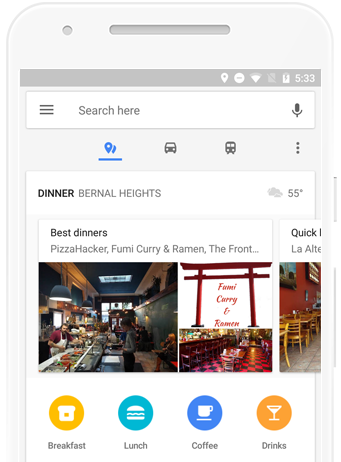 5:33
Search here
DINNER BERNAL HEIGHTS 55°
Best dinners
PizzaHacker, Fumi Curry & Ramen, The Front...
Quick
La Alte
Fumi
Curry
&
Ramen
Breakfast
Lunch
Coffee
Drinks